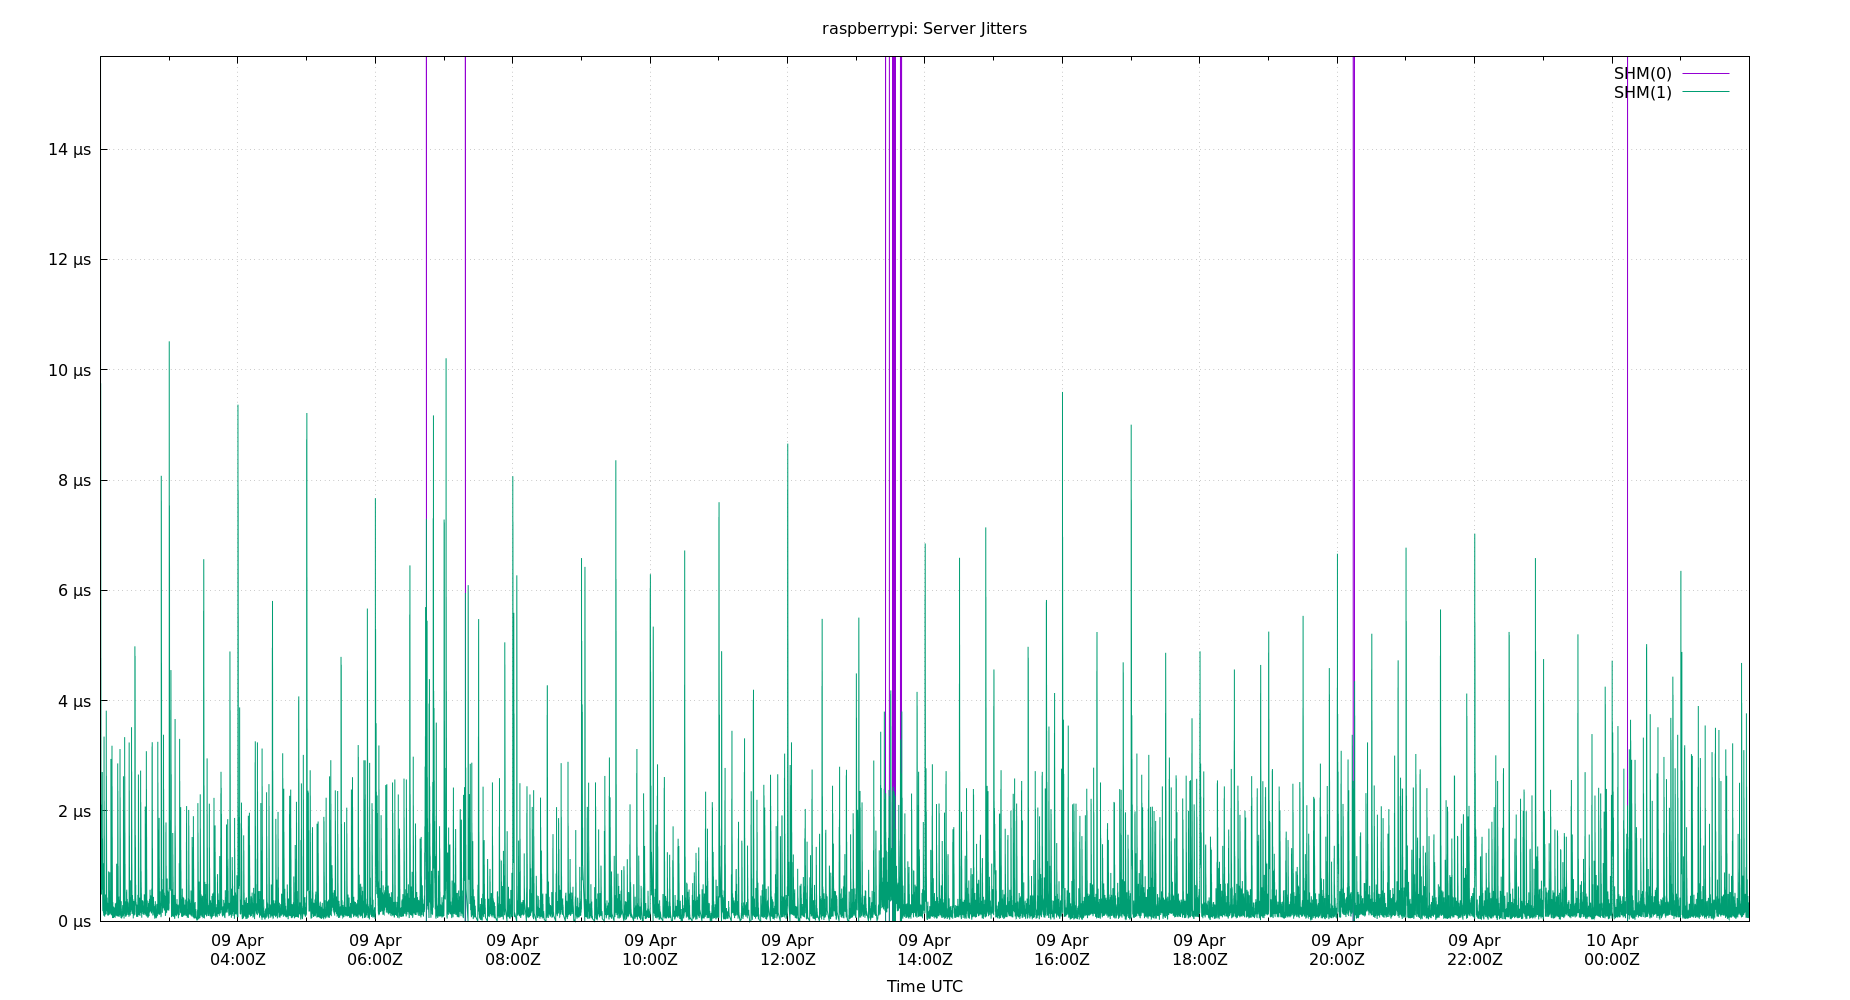 raspberrypi: Server Jitters
SHM(0)
SHM(1)
14 µs
12 µs
10 µs
8 µs
6 µs
4 µs
2 µs
0 µs
09 Apr 09 Apr 09 Apr 09 Apr 09 Apr 09 Apr 09 Apr 09 Apr 09 Apr 09 Apr 10 Apr
04:00Z 06:00Z 08:00Z 10:00Z 12:00Z 14:00Z 16:00Z 18:00Z 20:00Z 22:00Z 00:00Z
Time UTC